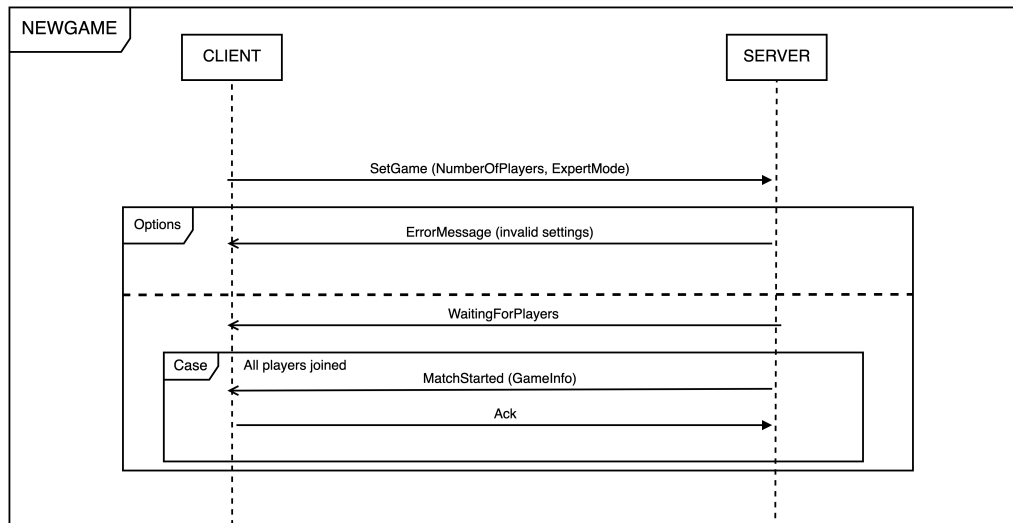 NEWGAME
CLIENT
SERVER
SetGame (NumberOfPlayers, ExpertMode)
Options
ErrorMessage (invalid settings)
WaitingForPlayers
Case
All players joined
MatchStarted (GameInfo)
Ack